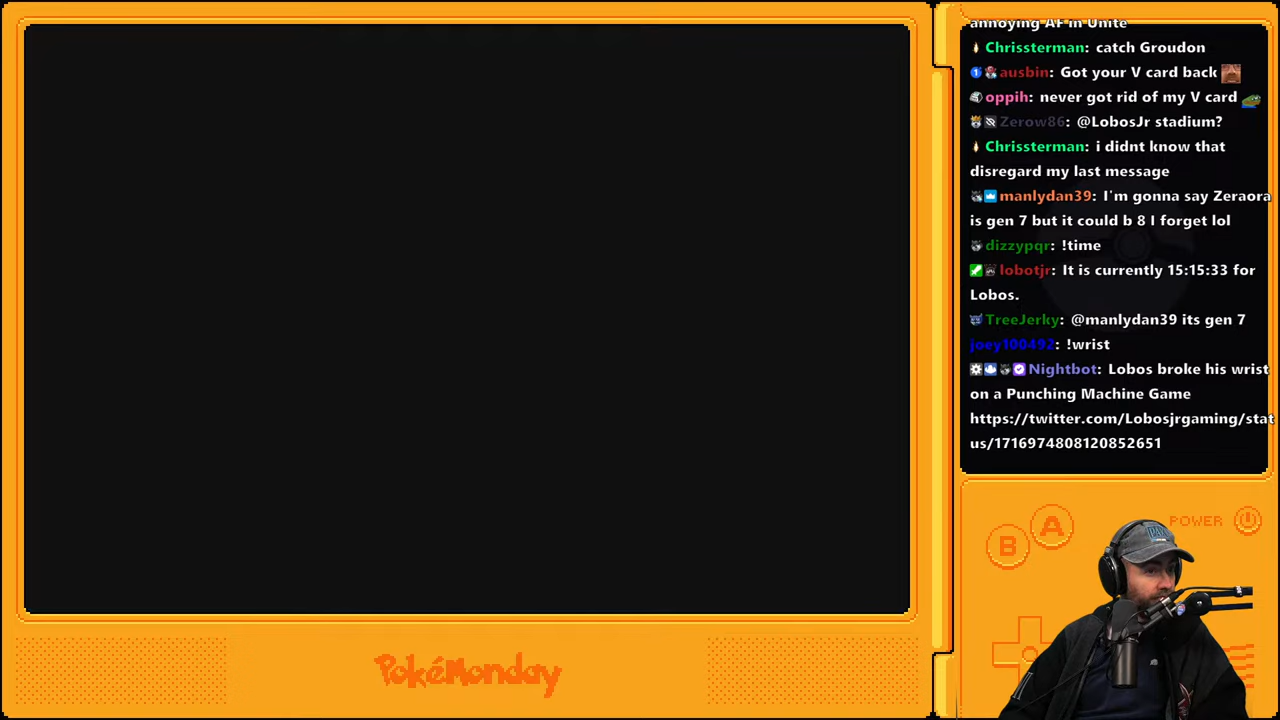 annoying AF in Unite
Chrissterman: catch Groudon
ausbin: Got your V card back
oppih: never got rid of my V card
Zerow86: @LobosJr stadium?
Chrissterman: i didnt know that
disregard my last message
manlydan39: I'm gonna say Zeraora
is gen 7 but it could b 8 I forget lol
dizzypqr: !time
lobotjr: It is currently 15:15:33 for
Lobos.
TreeJerky: @manlydan39 its gen 7
joey100492: !wrist
Nightbot: Lobos broke his wrist
on a Punching Machine Game
https://twitter.com/Lobosjrgaming/stat
us/1716974808120852651
POWER
A
B
PokéMonday